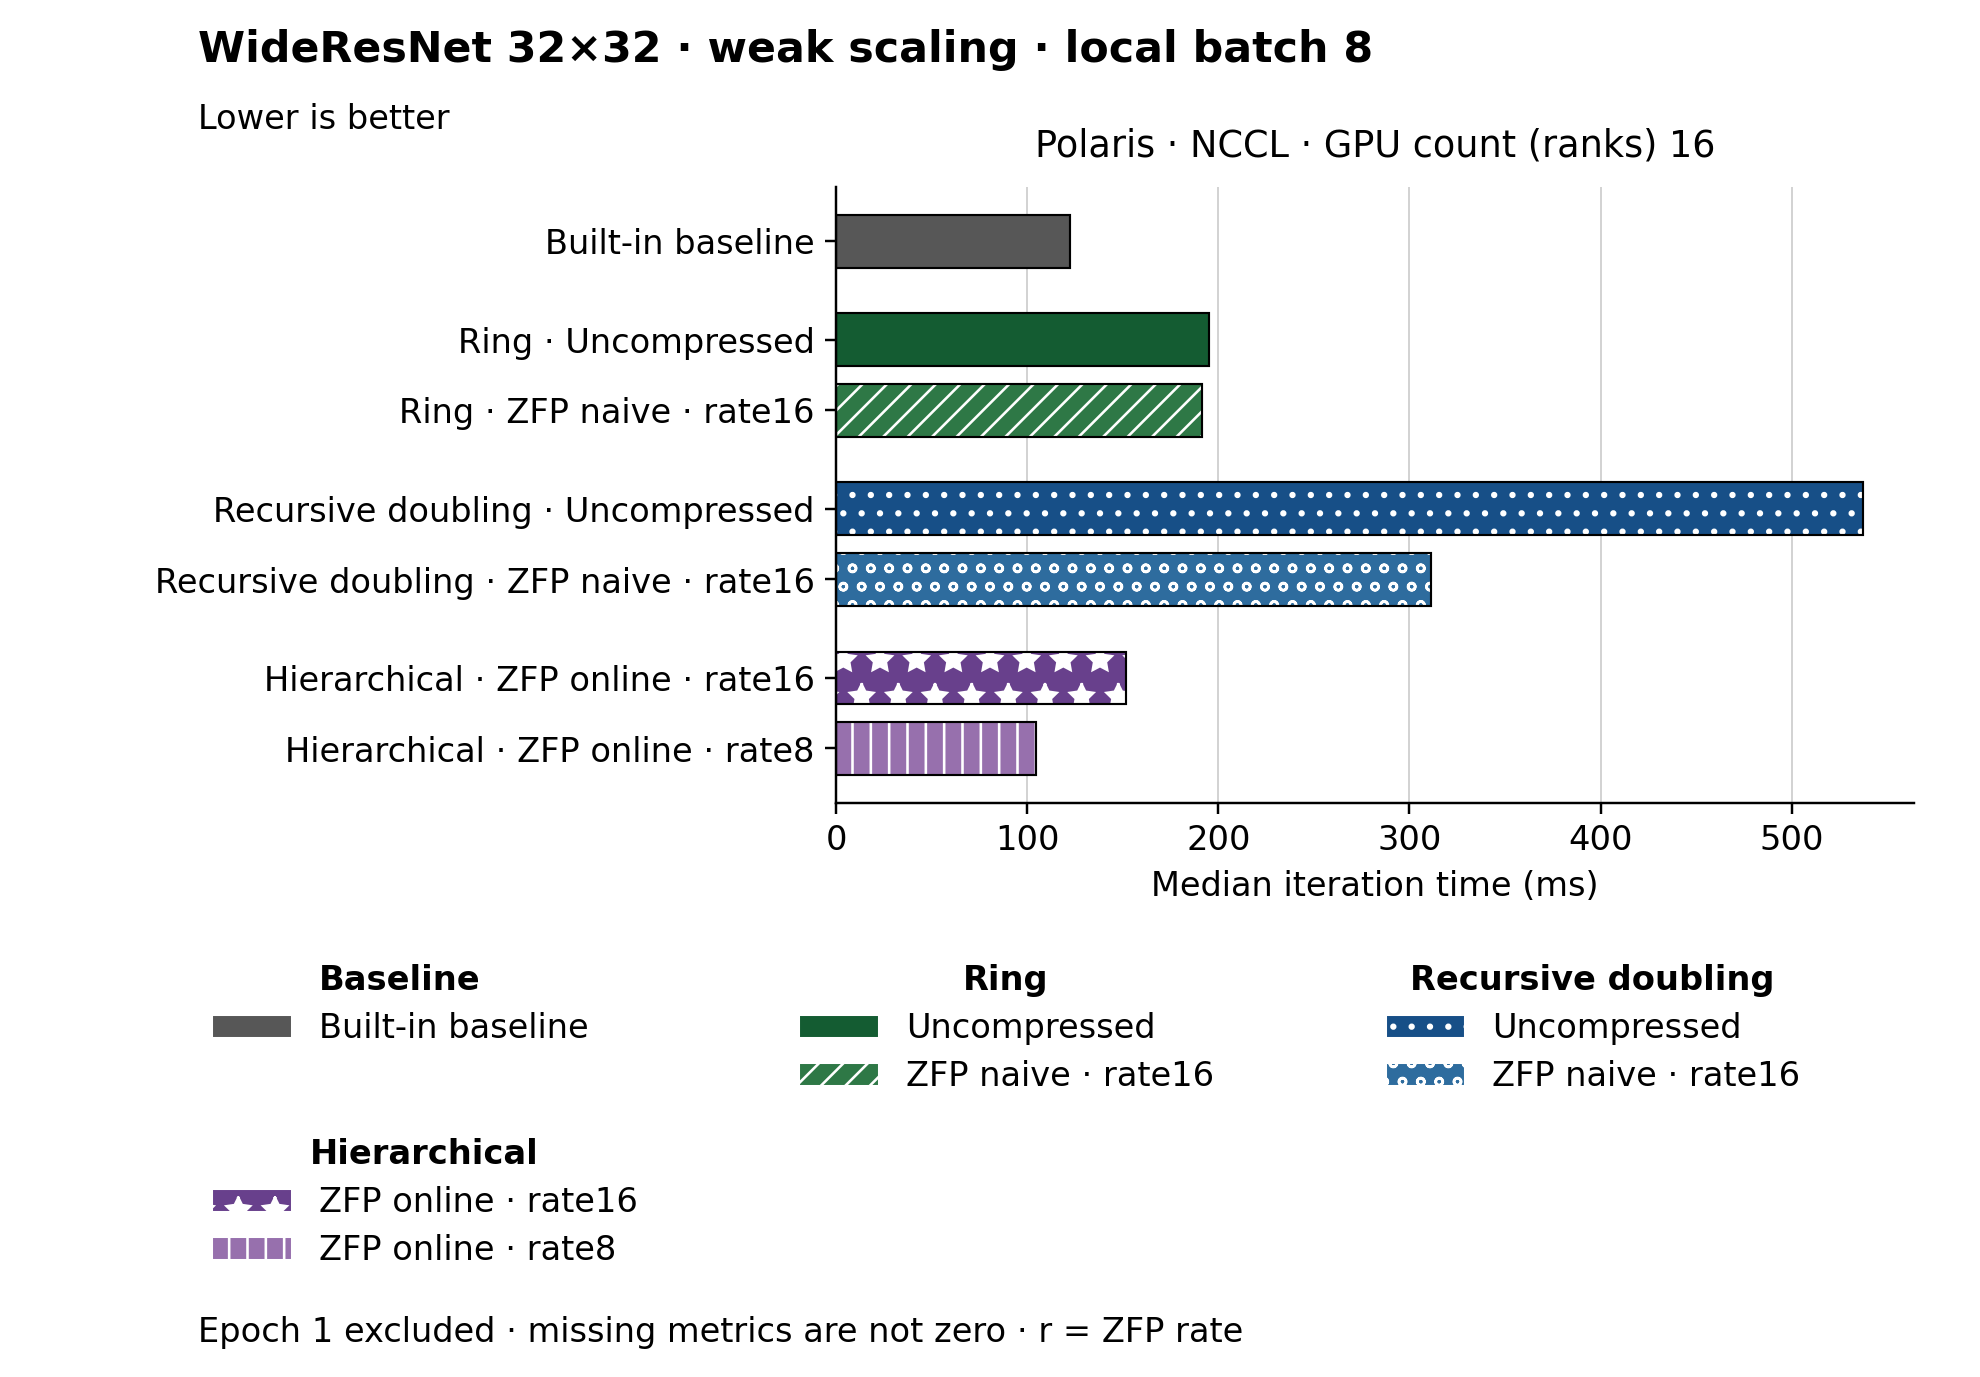 WideResNet 32×32 · weak scaling · local batch 8
Lower is better
Polaris · NCCL · GPU count (ranks) 16
Built-in baseline
Ring · Uncompressed
Ring · ZFP naive · rate16
Recursive doubling · Uncompressed
Recursive doubling · ZFP naive · rate16
Hierarchical · ZFP online · rate16
Hierarchical · ZFP online · rate8
0 100 200 300 400 500
Median iteration time (ms)
Baseline
Built-in baseline
Ring
Uncompressed
ZFP naive · rate16
Recursive doubling
Uncompressed
ZFP naive · rate16
Hierarchical
ZFP online · rate16
ZFP online · rate8
Epoch 1 excluded · missing metrics are not zero · r = ZFP rate